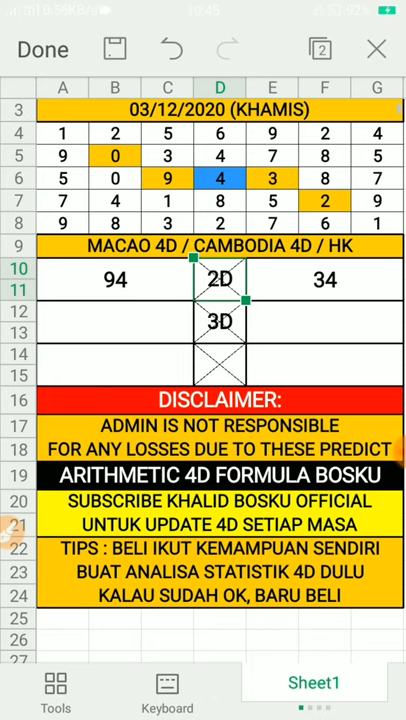 0.56KB/s 10:45 92%
Done 2
A B C D E F G
3 03/12/2020 (KHAMIS)
4 1 2 5 6 9 2 4
5 9 0 3 4 7 8 5
6 5 0 9 4 3 8 7
7 7 4 1 8 5 2 9
8 9 8 3 2 7 6 1
9 MACAO 4D / CAMBODIA 4D / HK
10 94 2D 34
11
12 3D
13
14
15
16 DISCLAIMER:
17 ADMIN IS NOT RESPONSIBLE
18 FOR ANY LOSSES DUE TO THESE PREDICT
19 ARITHMETIC 4D FORMULA BOSKU
20 SUBSCRIBE KHALID BOSKU OFFICIAL
21 UNTUK UPDATE 4D SETIAP MASA
22 TIPS : BELI IKUT KEMAMPUAN SENDIRI
23 BUAT ANALISA STATISTIK 4D DULU
24 KALAU SUDAH OK, BARU BELI
25
26
27
Tools Keyboard Sheet1